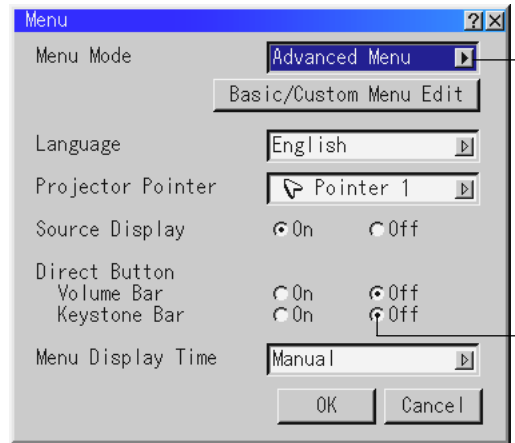 Menu ?
Menu Mode Advanced Menu
Basic/Custom Menu Edit
Language English
Projector Pointer Pointer 1
Source Display On Off
Direct Button
Volume Bar On Off
Keystone Bar On Off
Menu Display Time Manual
OK Cancel